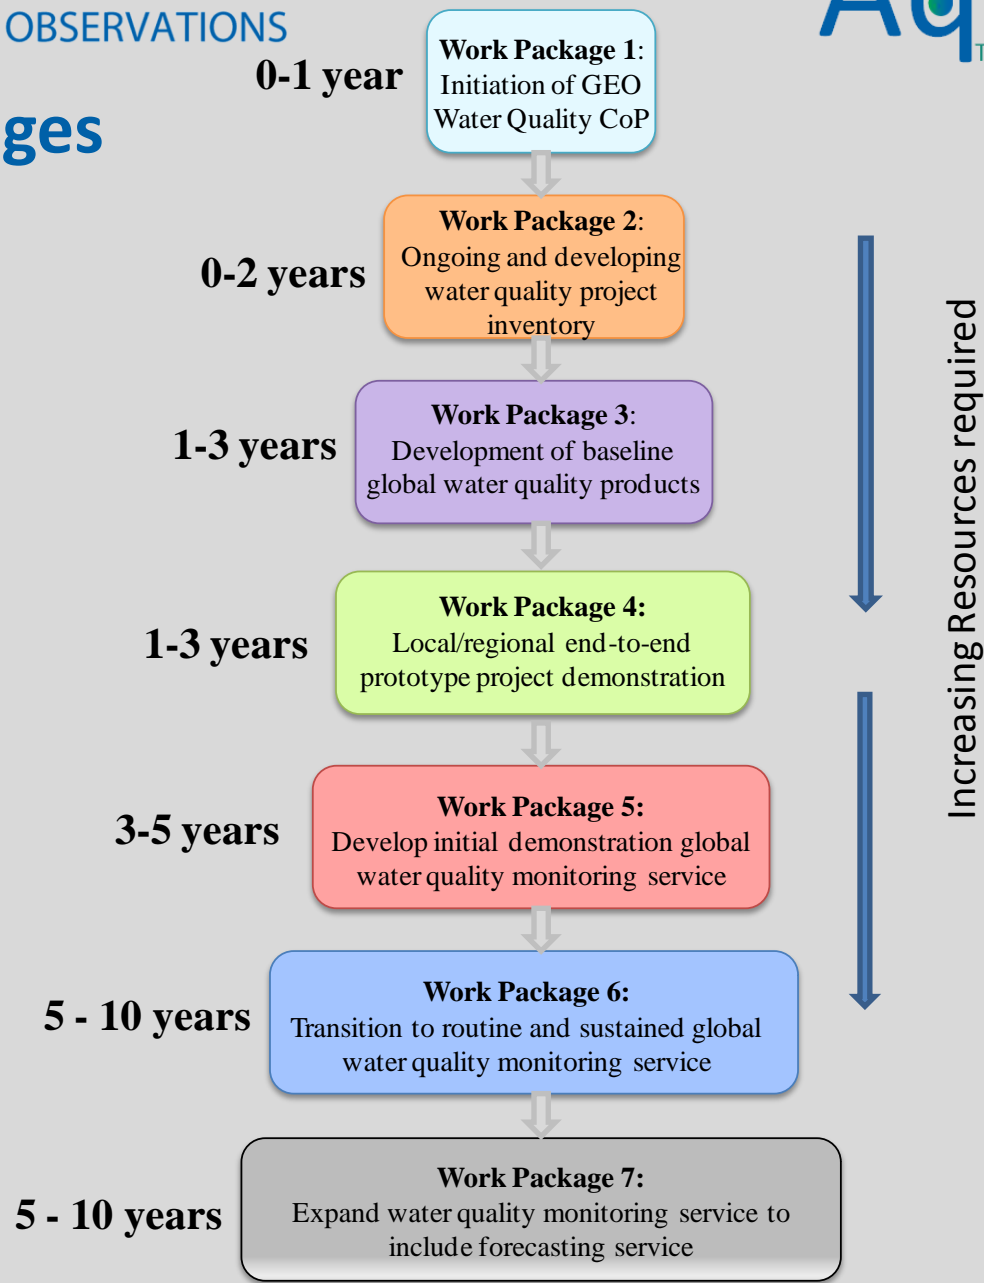 OBSERVATIONS
Aq
T
ges
0-1 year
Work Package 1:
Initiation of GEO
Water Quality CoP
0-2 years
Work Package 2:
Ongoing and developing
water quality project
inventory
1-3 years
Work Package 3:
Development of baseline
global water quality products
1-3 years
Work Package 4:
Local/regional end-to-end
prototype project demonstration
3-5 years
Work Package 5:
Develop initial demonstration global
water quality monitoring service
5 - 10 years
Work Package 6:
Transition to routine and sustained global
water quality monitoring service
5 - 10 years
Work Package 7:
Expand water quality monitoring service to
include forecasting service
Increasing Resources required